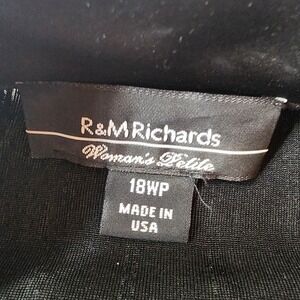 R&M Richards
Woman's Petite
18WP
MADE IN
USA